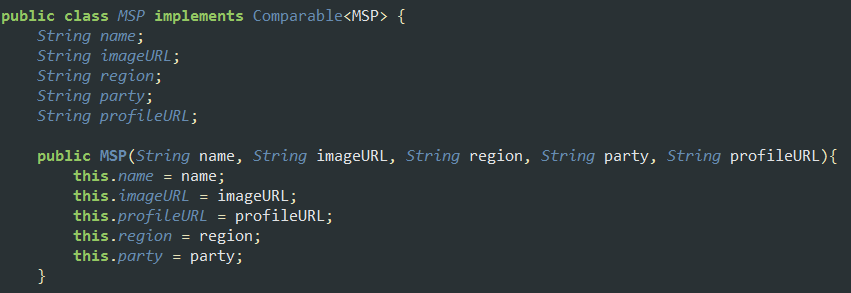 public class MSP implements Comparable<MSP> {
String name;
String imageURL;
String region;
String party;
String profileURL;
public MSP(String name, String imageURL, String region, String party, String profileURL){
this.name = name;
this.imageURL = imageURL;
this.profileURL = profileURL;
this.region = region;
this.party = party;
}